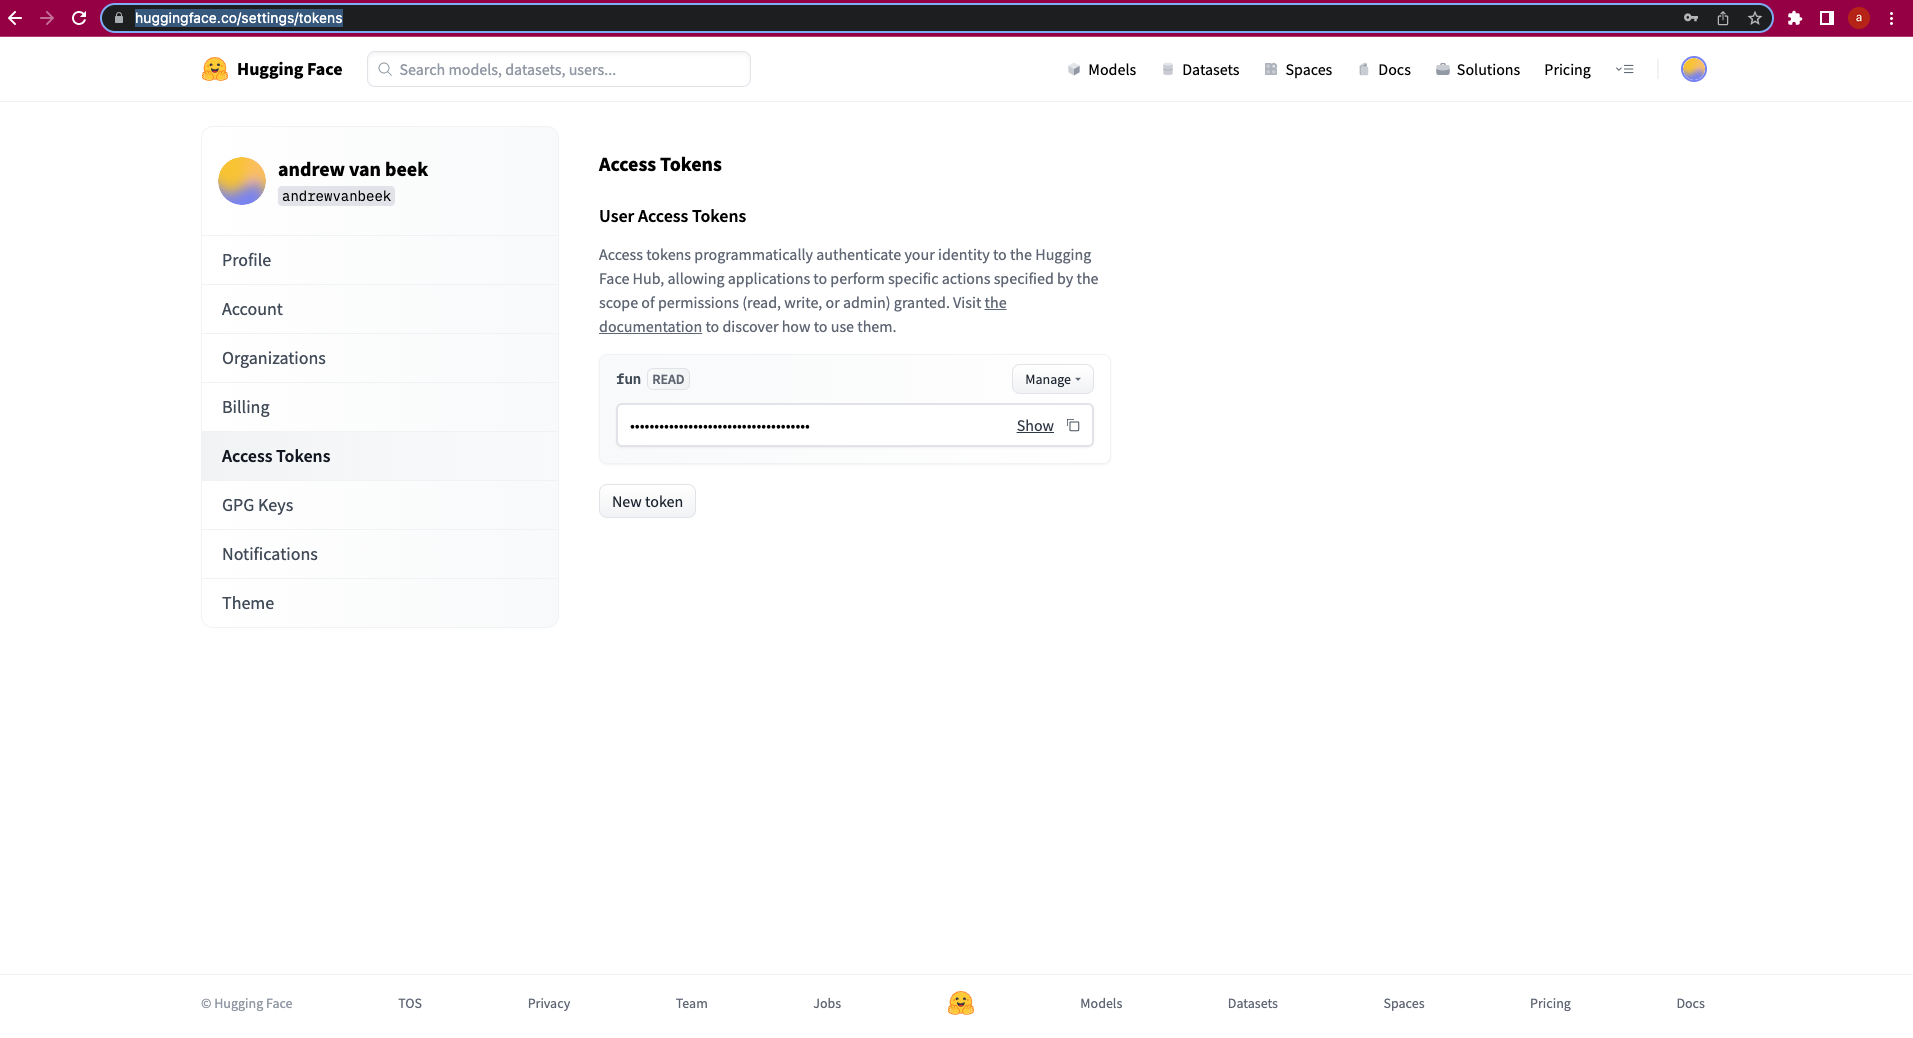 huggingface.co/settings/tokens
a
Hugging Face
Search models, datasets, users...
Models
Datasets
Spaces
Docs
Solutions
Pricing
andrew van beek
andrewvanbeek
Profile
Account
Organizations
Billing
Access Tokens
GPG Keys
Notifications
Theme
Access Tokens
User Access Tokens
Access tokens programmatically authenticate your identity to the Hugging
Face Hub, allowing applications to perform specific actions specified by the
scope of permissions (read, write, or admin) granted. Visit the
documentation to discover how to use them.
fun READ
Manage
•••••••••••••••••••••••••••••••••••••
Show
New token
© Hugging Face
TOS
Privacy
Team
Jobs
Models
Datasets
Spaces
Pricing
Docs